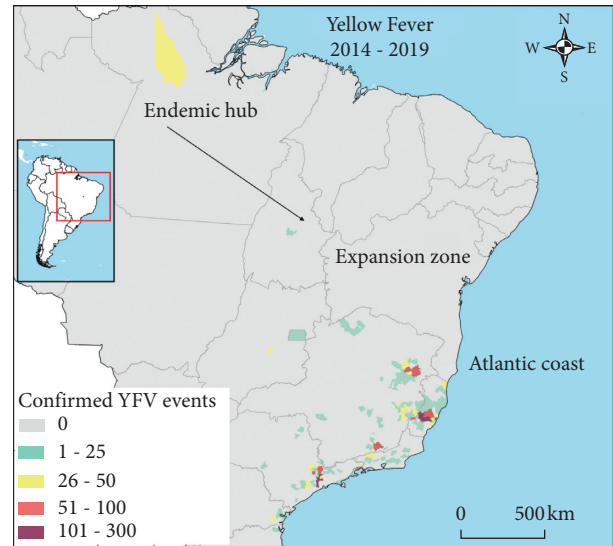 Yellow Fever
2014 - 2019
N
W E
S
Endemic hub
Expansion zone
Atlantic coast
Confirmed YFV events
0
1 - 25
26 - 50
51 - 100
101 - 300
0 500 km